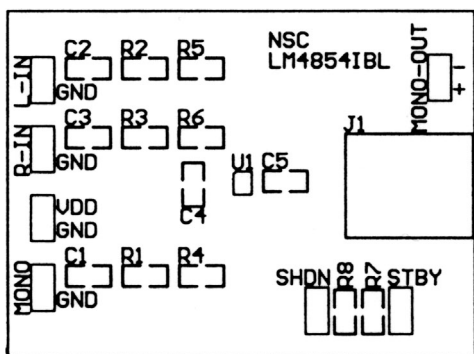 C2 R2 R5
NSC
LM4854IBL
L-IN
GND
MONO-OUT
-
+
C3 R3 R6
R-IN
GND
J1
U1 C5
C4
VDD
GND
C1 R1 R4
MONO
GND
SHDN R8 R7 STBY